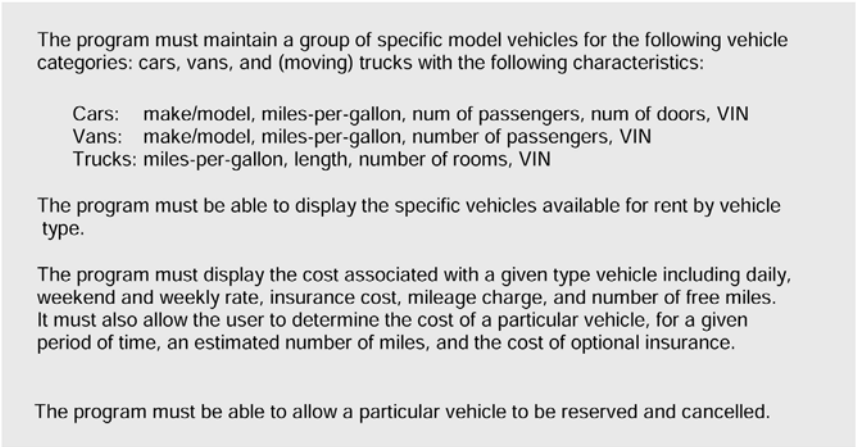 The program must maintain a group of specific model vehicles for the following vehicle
categories: cars, vans, and (moving) trucks with the following characteristics:
Cars: make/model, miles-per-gallon, num of passengers, num of doors, VIN
Vans: make/model, miles-per-gallon, number of passengers, VIN
Trucks: miles-per-gallon, length, number of rooms, VIN
The program must be able to display the specific vehicles available for rent by vehicle
type.
The program must display the cost associated with a given type vehicle including daily,
weekend and weekly rate, insurance cost, mileage charge, and number of free miles.
It must also allow the user to determine the cost of a particular vehicle, for a given
period of time, an estimated number of miles, and the cost of optional insurance.
The program must be able to allow a particular vehicle to be reserved and cancelled.